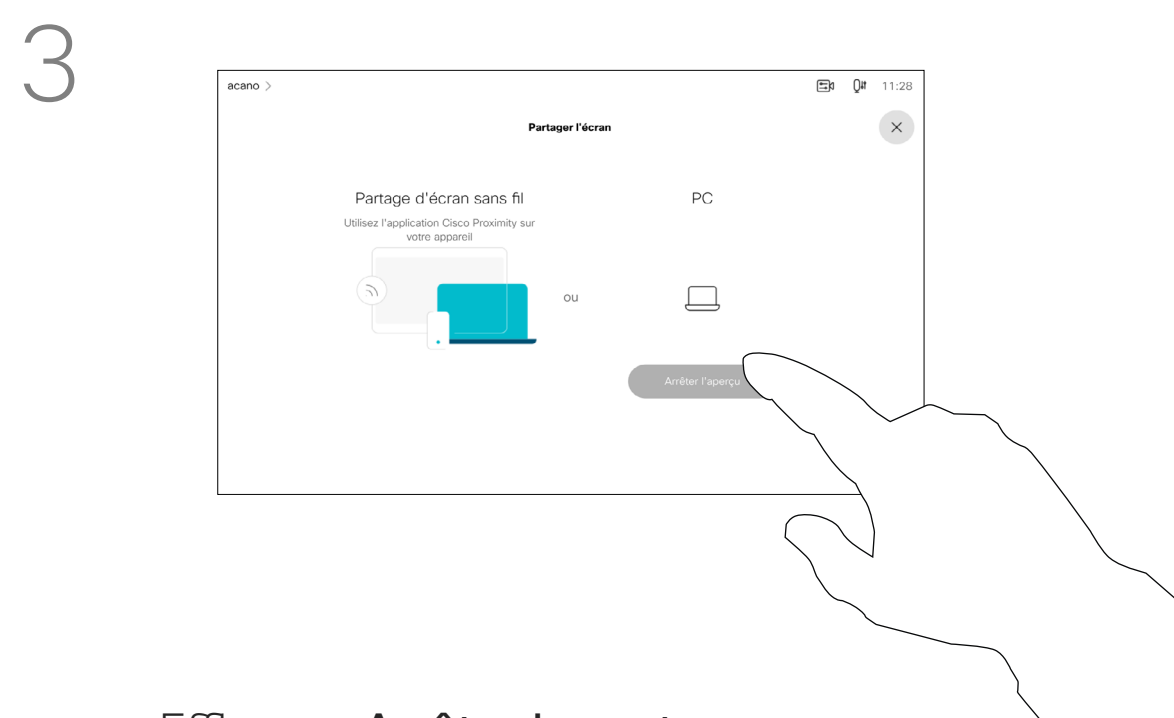 3
acano >
11:28
Partager l'écran
Partage d'écran sans fil
PC
Utilisez l'application Cisco Proximity sur
votre appareil
ou
Arrêter l'aperçu